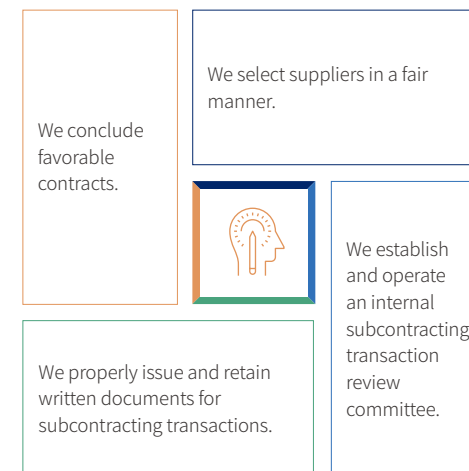 We conclude
favorable
contracts.
We select suppliers in a fair
manner.
We establish
and operate
an internal
subcontracting
transaction
review
committee.
We properly issue and retain
written documents for
subcontracting transactions.